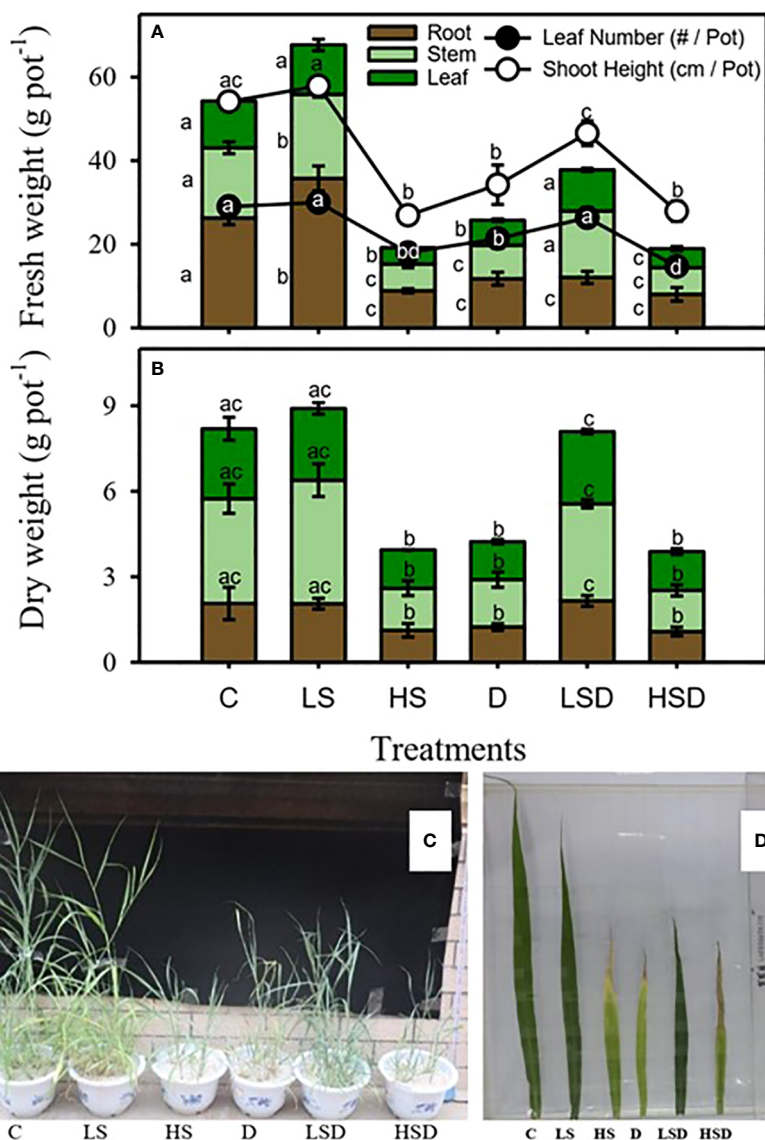 A
Root
Stem
Leaf
Leaf Number (# / Pot)
Shoot Height (cm / Pot)
Fresh weight (g pot-1)
60
40
20
0
ac
a
a
a
a
a
a
b
b
a
b
b
c
c
bd
b
b
c
c
b
c
a
a
c
a
b
c
c
c
d
B
Dry weight (g pot-1)
9
6
3
0
ac
ac
ac
ac
ac
ac
b
b
b
b
b
b
c
c
c
b
b
b
C LS HS D LSD HSD
Treatments
C
C LS HS D LSD HSD
D
C LS HS D LSD HSD